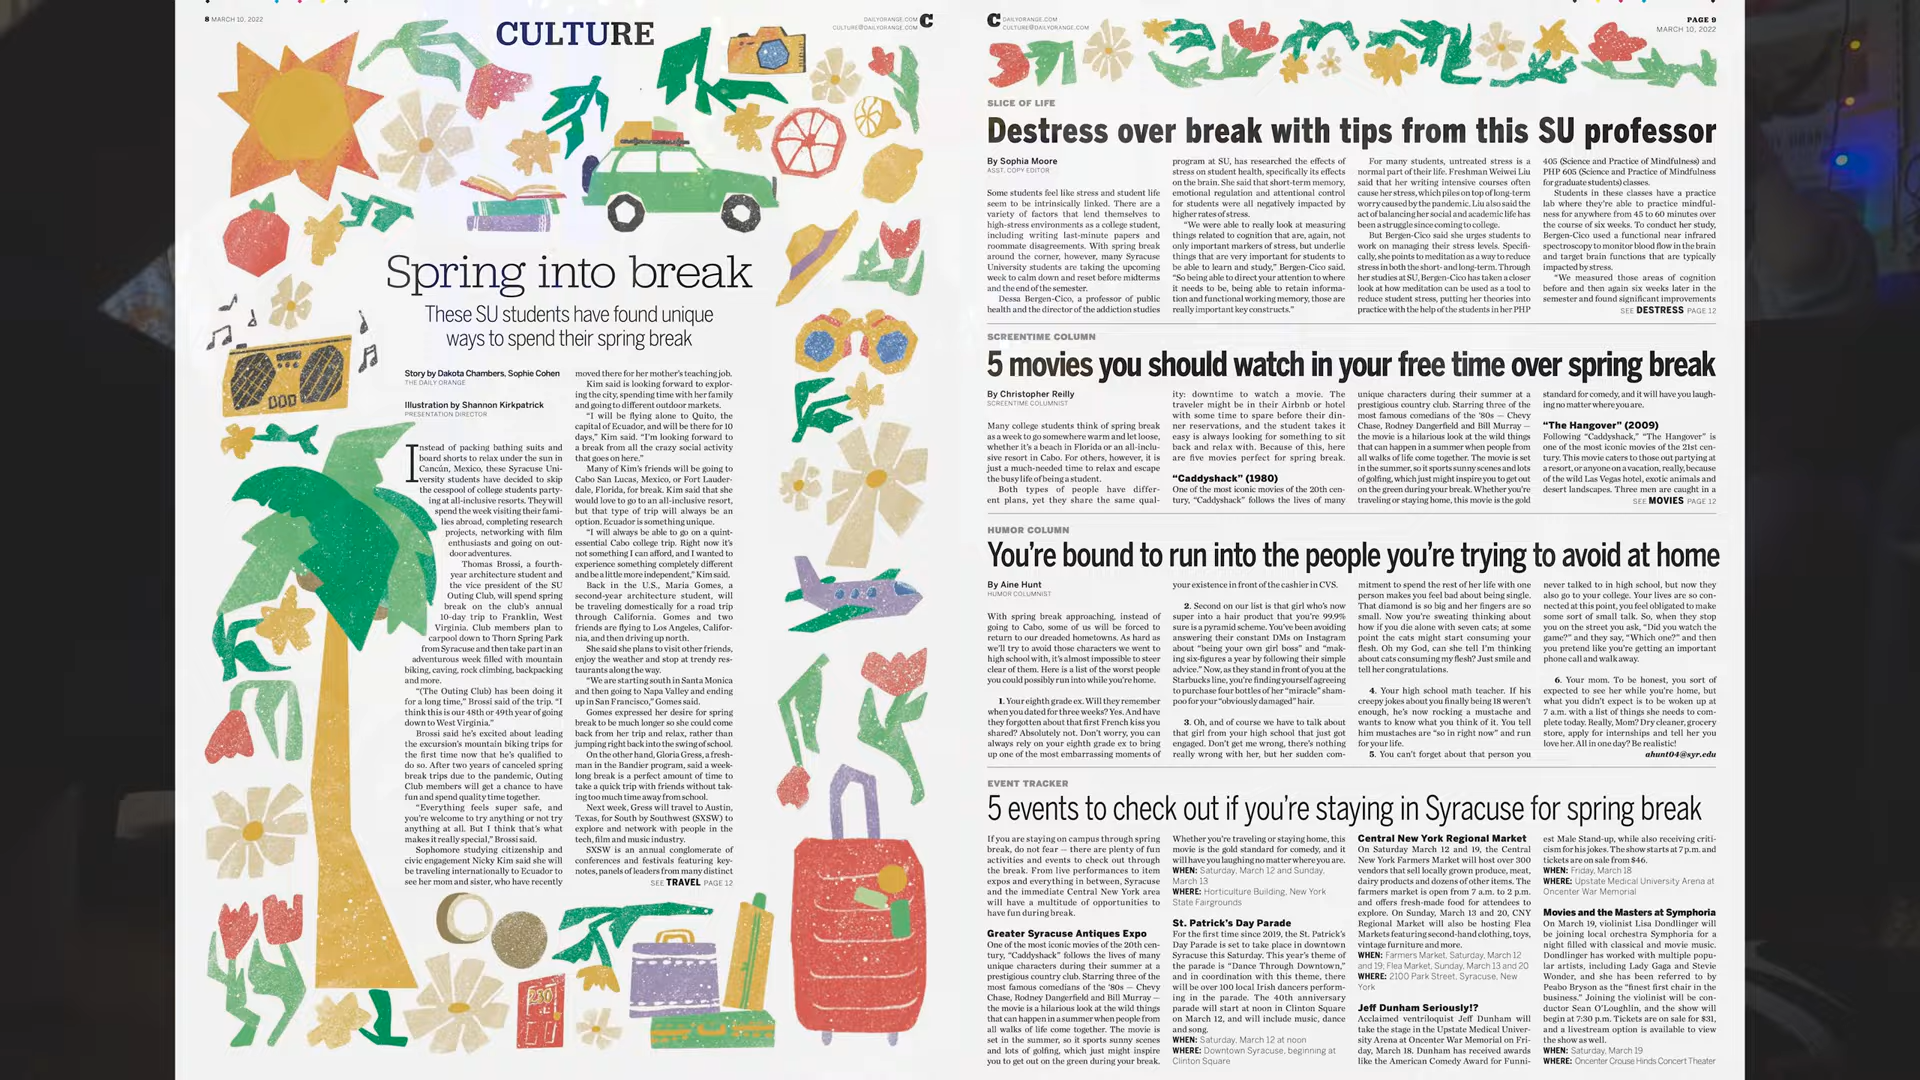 8 MARCH 10, 2022
CULTURE
DAILYORANGE.COM
CULTURE@DAILYORANGE.COM
C
Spring into break
These SU students have found unique
ways to spend their spring break
Story by Dakota Chambers, Sophie Cohen
THE DAILY ORANGE
Illustration by Shannon Kirkpatrick
PRESENTATION DIRECTOR
Instead of packing bathing suits and
board shorts to relax under the sun in
Cancún, Mexico, these Syracuse Uni-
versity students have decided to skip
the cesspool of college students party-
ing at all-inclusive resorts. They will
spend the week visiting their fami-
lies abroad, completing research
projects, networking with film
enthusiasts and going on out-
door adventures.
Thomas Brossi, a fourth-
year architecture student and
the vice president of the SU
Outing Club, will spend spring
break on the club's annual
10-day trip to Franklin, West
Virginia. Club members plan to
carpool down to Thorn Spring Park
from Syracuse and then take part in an
adventurous week filled with mountain
biking, caving, rock climbing, backpacking
and more.
"(The Outing Club) has been doing it
for a long time," Brossi said of the trip. "I
think this is our 48th or 49th year of going
down to West Virginia."
Brossi said he's excited about leading
the excursion's mountain biking trips for
the first time now that he's qualified to
do so. After two years of canceled spring
break trips due to the pandemic, Outing
Club members will get a chance to have
fun and spend quality time together.
"Everything feels super safe, and
you're welcome to try anything or not try
anything at all. But I think that's what
makes it really special," Brossi said.
Sophomore studying citizenship and
civic engagement Nicky Kim said she will
be traveling internationally to Ecuador to
see her mom and sister, who have recently
moved there for her mother's teaching job.
Kim said is looking forward to explor-
ing the city, spending time with her family
and going to different outdoor markets.
"I will be flying alone to Quito, the
capital of Ecuador, and will be there for 10
days," Kim said. "I'm looking forward to
a break from all the crazy social activity
that goes on here."
Many of Kim's friends will be going to
Cabo San Lucas, Mexico, or Fort Lauder-
dale, Florida, for break. Kim said that she
would love to go to an all-inclusive resort,
but that type of trip will always be an
option. Ecuador is something unique.
"I will always be able to go on a quint-
essential Cabo college trip. Right now it's
not something I can afford, and I wanted to
experience something completely different
and be a little more independent," Kim said.
Back in the U.S., Maria Gomes, a
second-year architecture student, will
be traveling domestically for a road trip
through California. Gomes and two
friends are flying to Los Angeles, Califor-
nia, and then driving up north.
She said she plans to visit other friends,
enjoy the weather and stop at trendy res-
taurants along the way.
"We are starting south in Santa Monica
and then going to Napa Valley and ending
up in San Francisco," Gomes said.
Gomes expressed her desire for spring
break to be much longer so she could come
back from her trip and relax, rather than
jumping right back into the swing of school.
On the other hand, Gloria Gress, a fresh-
man in the Bandier program, said a week-
long break is a perfect amount of time to
take a quick trip with friends without tak-
ing too much time away from school.
Next week, Gress will travel to Austin,
Texas, for South by Southwest (SXSW) to
explore and network with people in the
tech, film and music industry.
SXSW is an annual conglomerate of
conferences and festivals featuring key-
notes, panels of leaders from many distinct
SEE TRAVEL PAGE 12
230
C
DAILYORANGE.COM
CULTURE@DAILYORANGE.COM
PAGE 9
MARCH 10, 2022
SLICE OF LIFE
Destress over break with tips from this SU professor
By Sophia Moore
ASST. COPY EDITOR
Some students feel like stress and student life
seem to be intrinsically linked. There are a
variety of factors that lend themselves to
high-stress environments as a college student,
including writing last-minute papers and
roommate disagreements. With spring break
around the corner, however, many Syracuse
University students are taking the upcoming
week to calm down and reset before midterms
and the end of the semester.
Dessa Bergen-Cico, a professor of public
health and the director of the addiction studies
program at SU, has researched the effects of
stress on student health, specifically its effects
on the brain. She said that short-term memory,
emotional regulation and attentional control
for students were all negatively impacted by
higher rates of stress.
"We were able to really look at measuring
things related to cognition that are, again, not
only important markers of stress, but underlie
things that are very important for students to
be able to learn and study," Bergen-Cico said.
"So being able to direct your attention to where
it needs to be, being able to retain informa-
tion and functional working memory, those are
really important key constructs."
For many students, untreated stress is a
normal part of their life. Freshman Weiwei Liu
said that her writing intensive courses often
cause her stress, which piles on top of long-term
worry caused by the pandemic. Liu also said the
act of balancing her social and academic life has
been a struggle since coming to college.
But Bergen-Cico said she urges students to
work on managing their stress levels. Specifi-
cally, she points to meditation as a way to reduce
stress in both the short- and long-term. Through
her studies at SU, Bergen-Cico has taken a closer
look at how meditation can be used as a tool to
reduce student stress, putting her theories into
practice with the help of the students in her PHP
405 (Science and Practice of Mindfulness) and
PHP 605 (Science and Practice of Mindfulness
for graduate students) classes.
Students in these classes have a practice
lab where they're able to practice mindful-
ness for anywhere from 45 to 60 minutes over
the course of six weeks. To conduct her study,
Bergen-Cico used a functional near infrared
spectroscopy to monitor blood flow in the brain
and target brain functions that are typically
impacted by stress.
"We measured those areas of cognition
before and then again six weeks later in the
semester and found significant improvements
SEE DESTRESS PAGE 12
SCREENTIME COLUMN
5 movies you should watch in your free time over spring break
By Christopher Reilly
SCREENTIME COLUMNIST
Many college students think of spring break
as a week to go somewhere warm and let loose,
whether it's a beach in Florida or an all-inclu-
sive resort in Cabo. For others, however, it is
just a much-needed time to relax and escape
the busy life of being a student.
Both types of people have differ-
ent plans, yet they share the same qual-
ity: downtime to watch a movie. The
traveler might be in their Airbnb or hotel
with some time to spare before their din-
ner reservations, and the student takes it
easy is always looking for something to sit
back and relax with. Because of this, here
are five movies perfect for spring break.
"Caddyshack" (1980)
One of the most iconic movies of the 20th cen-
tury, "Caddyshack" follows the lives of many
unique characters during their summer at a
prestigious country club. Starring three of the
most famous comedians of the '80s — Chevy
Chase, Rodney Dangerfield and Bill Murray —
the movie is a hilarious look at the wild things
that can happen in a summer when people from
all walks of life come together. The movie is set
in the summer, so it sports sunny scenes and lots
of golfing, which just might inspire you to get out
on the green during your break. Whether you're
traveling or staying home, this movie is the gold
standard for comedy, and it will have you laugh-
ing no matter where you are.
"The Hangover" (2009)
Following "Caddyshack," "The Hangover" is
one of the most iconic movies of the 21st cen-
tury. This movie caters to those out partying at
a resort, or anyone on a vacation, really, because
of the wild Las Vegas hotel, exotic animals and
desert landscapes. Three men are caught in a
SEE MOVIES PAGE 12
HUMOR COLUMN
You're bound to run into the people you're trying to avoid at home
By Aine Hunt
HUMOR COLUMNIST
With spring break approaching, instead of
going to Cabo, some of us will be forced to
return to our dreaded hometowns. As hard as
we'll try to avoid those characters we went to
high school with, it's almost impossible to steer
clear of them. Here is a list of the worst people
you could possibly run into while you're home.
1. Your eighth grade ex. Will they remember
when you dated for three weeks? Yes. And have
they forgotten about that first French kiss you
shared? Absolutely not. Don't worry, you can
always rely on your eighth grade ex to bring
up one of the most embarrassing moments of
your existence in front of the cashier in CVS.
2. Second on our list is that girl who's now
super into a hair product that you're 99.9%
sure is a pyramid scheme. You've been avoiding
answering their constant DMs on Instagram
about "being your own girl boss" and "mak-
ing six-figures a year by following their simple
advice." Now, as they stand in front of you at the
Starbucks line, you're finding yourself agreeing
to purchase four bottles of her "miracle" sham-
poo for your "obviously damaged" hair.
3. Oh, and of course we have to talk about
that girl from your high school that just got
engaged. Don't get me wrong, there's nothing
really wrong with her, but her sudden com-
mitment to spend the rest of her life with one
person makes you feel bad about being single.
That diamond is so big and her fingers are so
small. Now you're sweating thinking about
how if you die alone with seven cats; at some
point the cats might start consuming your
flesh. Oh my God, can she tell I'm thinking
about cats consuming my flesh? Just smile and
tell her congratulations.
4. Your high school math teacher. If his
creepy jokes about you finally being 18 weren't
enough, he's now rocking a mustache and
wants to know what you think of it. You tell
him mustaches are "so in right now" and run
for your life.
5. You can't forget about that person you
never talked to in high school, but now they
also go to your college. Your lives are so con-
nected at this point, you feel obligated to make
some sort of small talk. So, when they stop
you on the street you ask, "Did you watch the
game?" and they say, "Which one?" and then
you pretend like you're getting an important
phone call and walk away.
6. Your mom. To be honest, you sort of
expected to see her while you're home, but
what you didn't expect is to be woken up at
7 a.m. with a list of things she needs to com-
plete today. Really, Mom? Dry cleaner, grocery
store, apply for internships and tell her you
love her. All in one day? Be realistic!
ahunt04@syr.edu
EVENT TRACKER
5 events to check out if you're staying in Syracuse for spring break
If you are staying on campus through spring
break, do not fear — there are plenty of fun
activities and events to check out through
the break. From live performances to item
expos and everything in between, Syracuse
and the immediate Central New York area
will have a multitude of opportunities to
have fun during break.
Greater Syracuse Antiques Expo
One of the most iconic movies of the 20th cen-
tury, "Caddyshack" follows the lives of many
unique characters during their summer at a
prestigious country club. Starring three of the
most famous comedians of the '80s — Chevy
Chase, Rodney Dangerfield and Bill Murray —
the movie is a hilarious look at the wild things
that can happen in a summer when people from
all walks of life come together. The movie is
set in the summer, so it sports sunny scenes
and lots of golfing, which just might inspire
you to get out on the green during your break.
Whether you're traveling or staying home, this
movie is the gold standard for comedy, and it
will have you laughing no matter where you are.
WHEN: Saturday, March 12 and Sunday,
March 13
WHERE: Horticulture Building, New York
State Fairgrounds
St. Patrick's Day Parade
For the first time since 2019, the St. Patrick's
Day Parade is set to take place in downtown
Syracuse this Saturday. This year's theme of
the parade is "Dance Through Downtown,"
and in coordination with this theme, there
will be over 100 local Irish dancers perform-
ing in the parade. The 40th anniversary
parade will start at noon in Clinton Square
on March 12, and will include music, dance
and song.
WHEN: Saturday, March 12 at noon
WHERE: Downtown Syracuse, beginning at
Clinton Square
Central New York Regional Market
On Saturday March 12 and 19, the Central
New York Farmers Market will host over 300
vendors that sell locally grown produce, meat,
dairy products and dozens of other items. The
farmers market is open from 7 a.m. to 2 p.m.
and offers fresh-made food for attendees to
explore. On Sunday, March 13 and 20, CNY
Regional Market will also be hosting Flea
Markets featuring second-hand clothing, toys,
vintage furniture and more.
WHEN: Farmers Market, Saturday, March 12
and 19; Flea Market, Sunday, March 13 and 20
WHERE: 2100 Park Street, Syracuse, New
York
Jeff Dunham Seriously!?
Acclaimed ventriloquist Jeff Dunham will
take the stage in the Upstate Medical Univer-
sity Arena at Oncenter War Memorial on Fri-
day, March 18. Dunham has received awards
like the American Comedy Award for Funni-
est Male Stand-up, while also receiving criti-
cism for his jokes. The show starts at 7 p.m. and
tickets are on sale from $46.
WHEN: Friday, March 18
WHERE: Upstate Medical University Arena at
Oncenter War Memorial
Movies and the Masters at Symphoria
On March 19, violinist Lisa Dondlinger will
be joining local orchestra Symphoria for a
night filled with classical and movie music.
Dondlinger has worked with multiple popu-
lar artists, including Lady Gaga and Stevie
Wonder, and she has been referred to by
Peabo Bryson as the "finest first chair in the
business." Joining the violinist will be con-
ductor Sean O'Loughlin, and the show will
begin at 7:30 p.m. Tickets are on sale for $31,
and a livestream option is available to view
the show as well.
WHEN: Saturday, March 19
WHERE: Oncenter Crouse Hinds Concert Theater